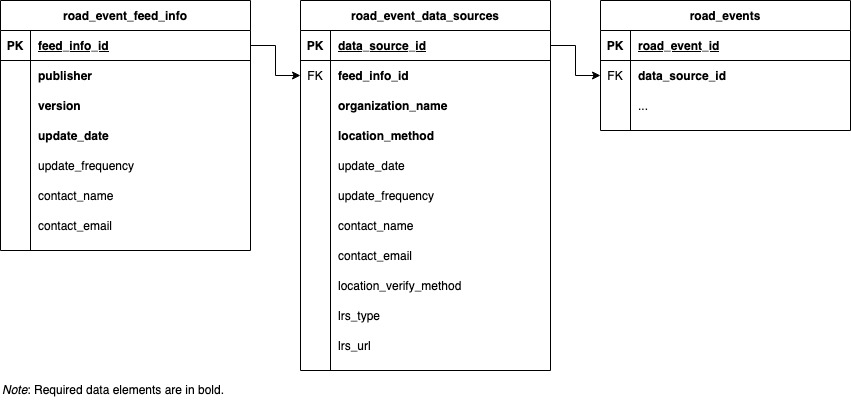 road_event_feed_info
PK feed_info_id
publisher
version
update_date
update_frequency
contact_name
contact_email
road_event_data_sources
PK data_source_id
FK feed_info_id
organization_name
location_method
update_date
update_frequency
contact_name
contact_email
location_verify_method
lrs_type
lrs_url
road_events
PK road_event_id
FK data_source_id
...
Note: Required data elements are in bold.